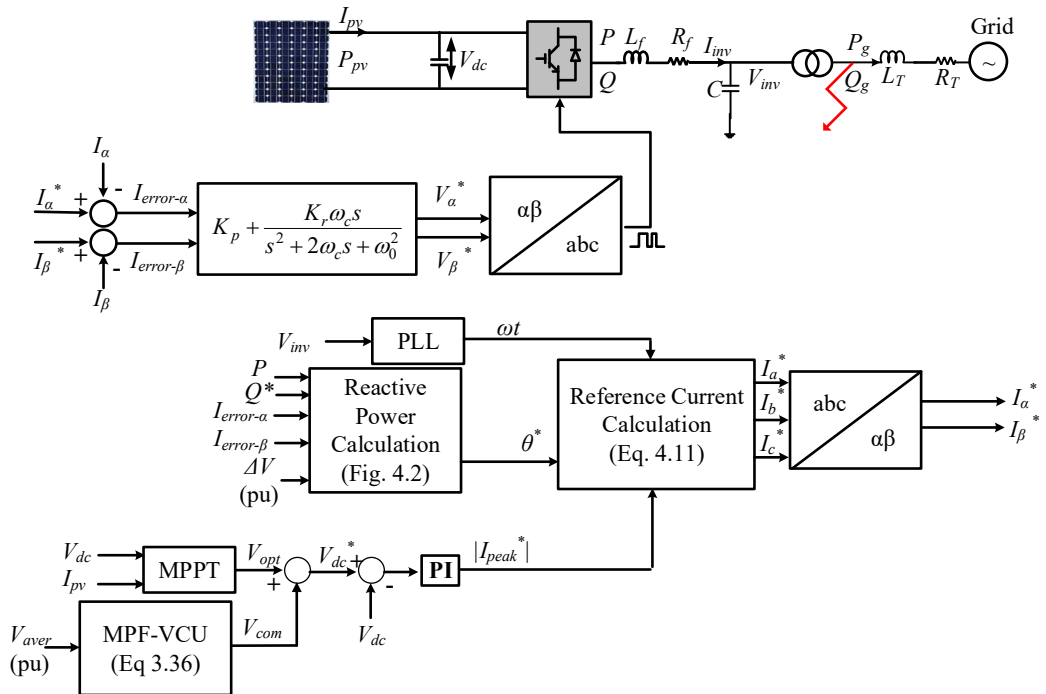 I_pv
P_pv
V_dc
P
Q
L_f
R_f
I_inv
C
V_inv
P_g
Q_g
L_T
R_T
Grid
~
I_α
-
I_α^*
+
I_error-α
I_β^*
+
I_error-β
-
I_β
K_p + K_r ω_c s / (s^2 + 2ω_c s + ω_0^2)
V_α^*
V_β^*
αβ
abc
V_inv
PLL
ωt
P
Q*
I_error-α
I_error-β
ΔV
(pu)
Reactive
Power
Calculation
(Fig. 4.2)
θ^*
Reference Current
Calculation
(Eq. 4.11)
I_a^*
I_b^*
I_c^*
abc
αβ
I_α^*
I_β^*
V_dc
I_pv
MPPT
V_opt
+
V_dc^*
+
-
V_dc
PI
|I_peak^*|
V_aver
(pu)
MPF-VCU
(Eq 3.36)
V_com